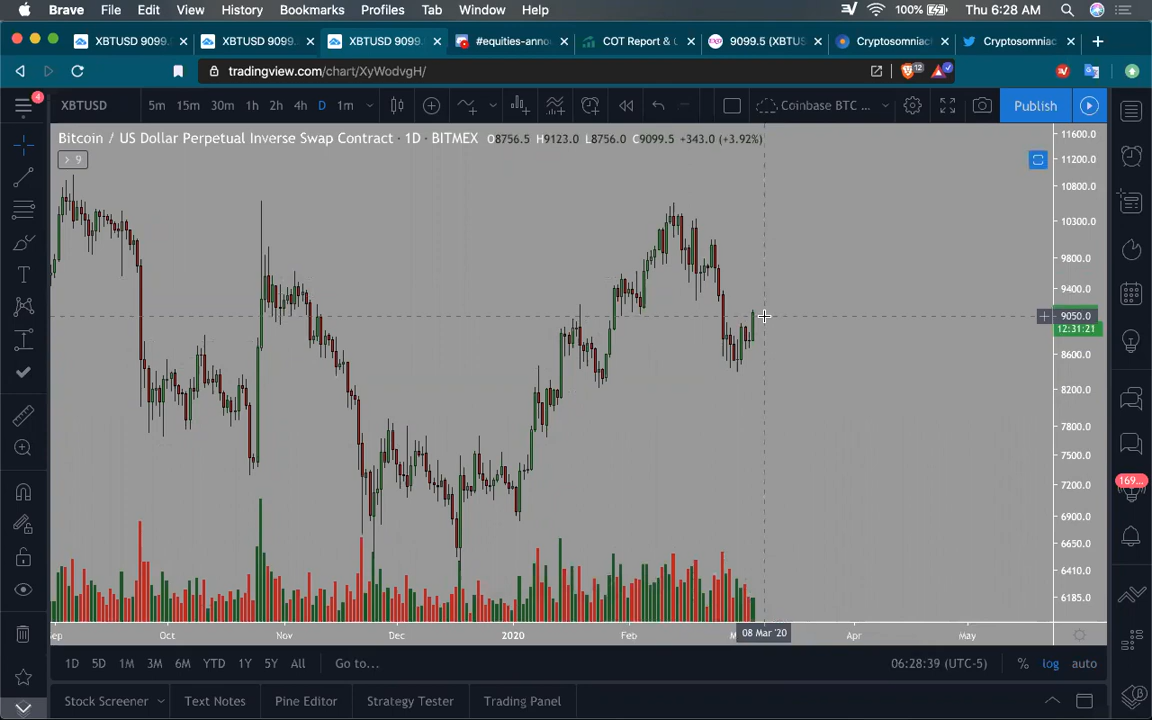 Brave File Edit View History Bookmarks Profiles Tab Window Help 100% Thu 6:28 AM
XBTUSD 9099. XBTUSD 9099. XBTUSD 9099. #equities-anno COT Report & C 9099.5 (XBTUS Cryptosomniac Cryptosomniac
tradingview.com/chart/XyWodvgH/ 12
4 XBTUSD 5m 15m 30m 1h 2h 4h D 1m Coinbase BTC ... Publish
Bitcoin / US Dollar Perpetual Inverse Swap Contract · 1D · BITMEX O8756.5 H9123.0 L8756.0 C9099.5 +343.0 (+3.92%)
> 9
11600.0
11200.0
10800.0
10300.0
9800.0
9400.0
9050.0
12:31:21
8600.0
8200.0
7800.0
7500.0
7200.0
6900.0
6650.0
6410.0
6185.0
169...
Sep Oct Nov Dec 2020 Feb 08 Mar '20 Apr May
1D 5D 1M 3M 6M YTD 1Y 5Y All Go to... 06:28:39 (UTC-5) % log auto
Stock Screener Text Notes Pine Editor Strategy Tester Trading Panel